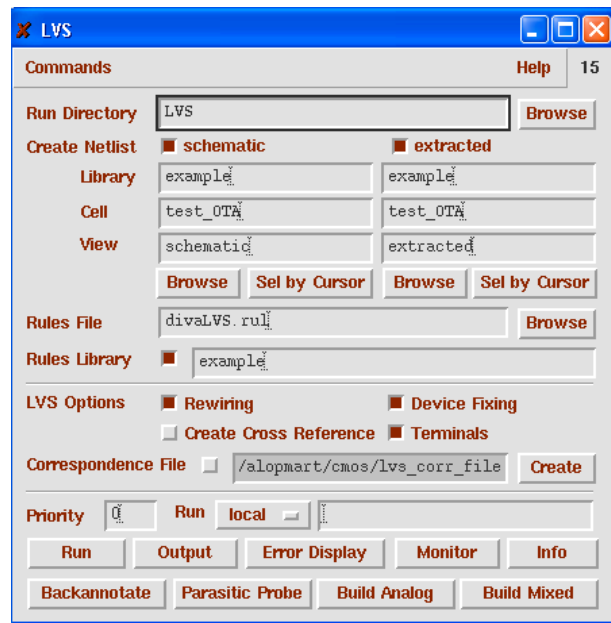 LVS
Commands Help 15
Run Directory LVS Browse
Create Netlist schematic extracted
Library example example
Cell test_OTA test_OTA
View schematic extracted
Browse Sel by Cursor Browse Sel by Cursor
Rules File divaLVS.rul Browse
Rules Library example
LVS Options Rewiring Device Fixing
Create Cross Reference Terminals
Correspondence File /alopmart/cmos/lvs_corr_file Create
Priority 0 Run local
Run Output Error Display Monitor Info
Backannotate Parasitic Probe Build Analog Build Mixed